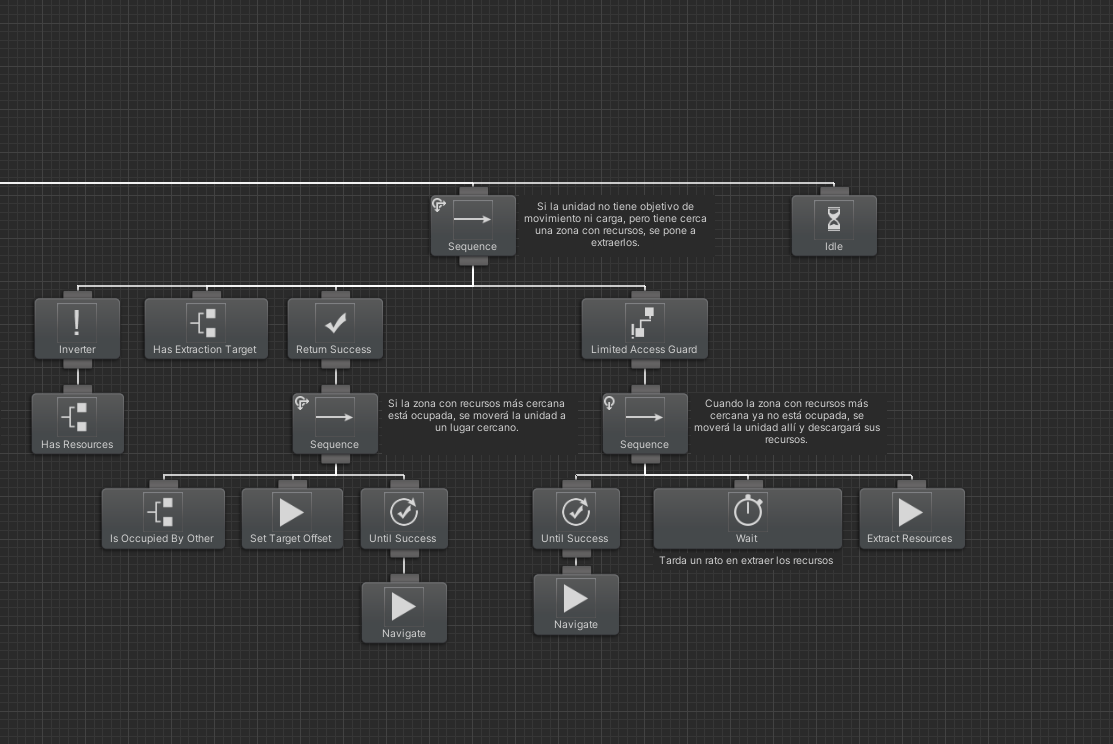 Si la unidad no tiene objetivo de
movimiento ni carga, pero tiene cerca
una zona con recursos, se pone a
extraerlos.
Sequence
Idle
Inverter
Has Extraction Target
Return Success
Limited Access Guard
Has Resources
Si la zona con recursos más cercana
está ocupada, se moverá la unidad a
un lugar cercano.
Sequence
Cuando la zona con recursos más
cercana ya no está ocupada, se
moverá la unidad allí y descargará sus
recursos.
Sequence
Is Occupied By Other
Set Target Offset
Until Success
Until Success
Wait
Extract Resources
Tarda un rato en extraer los recursos
Navigate
Navigate